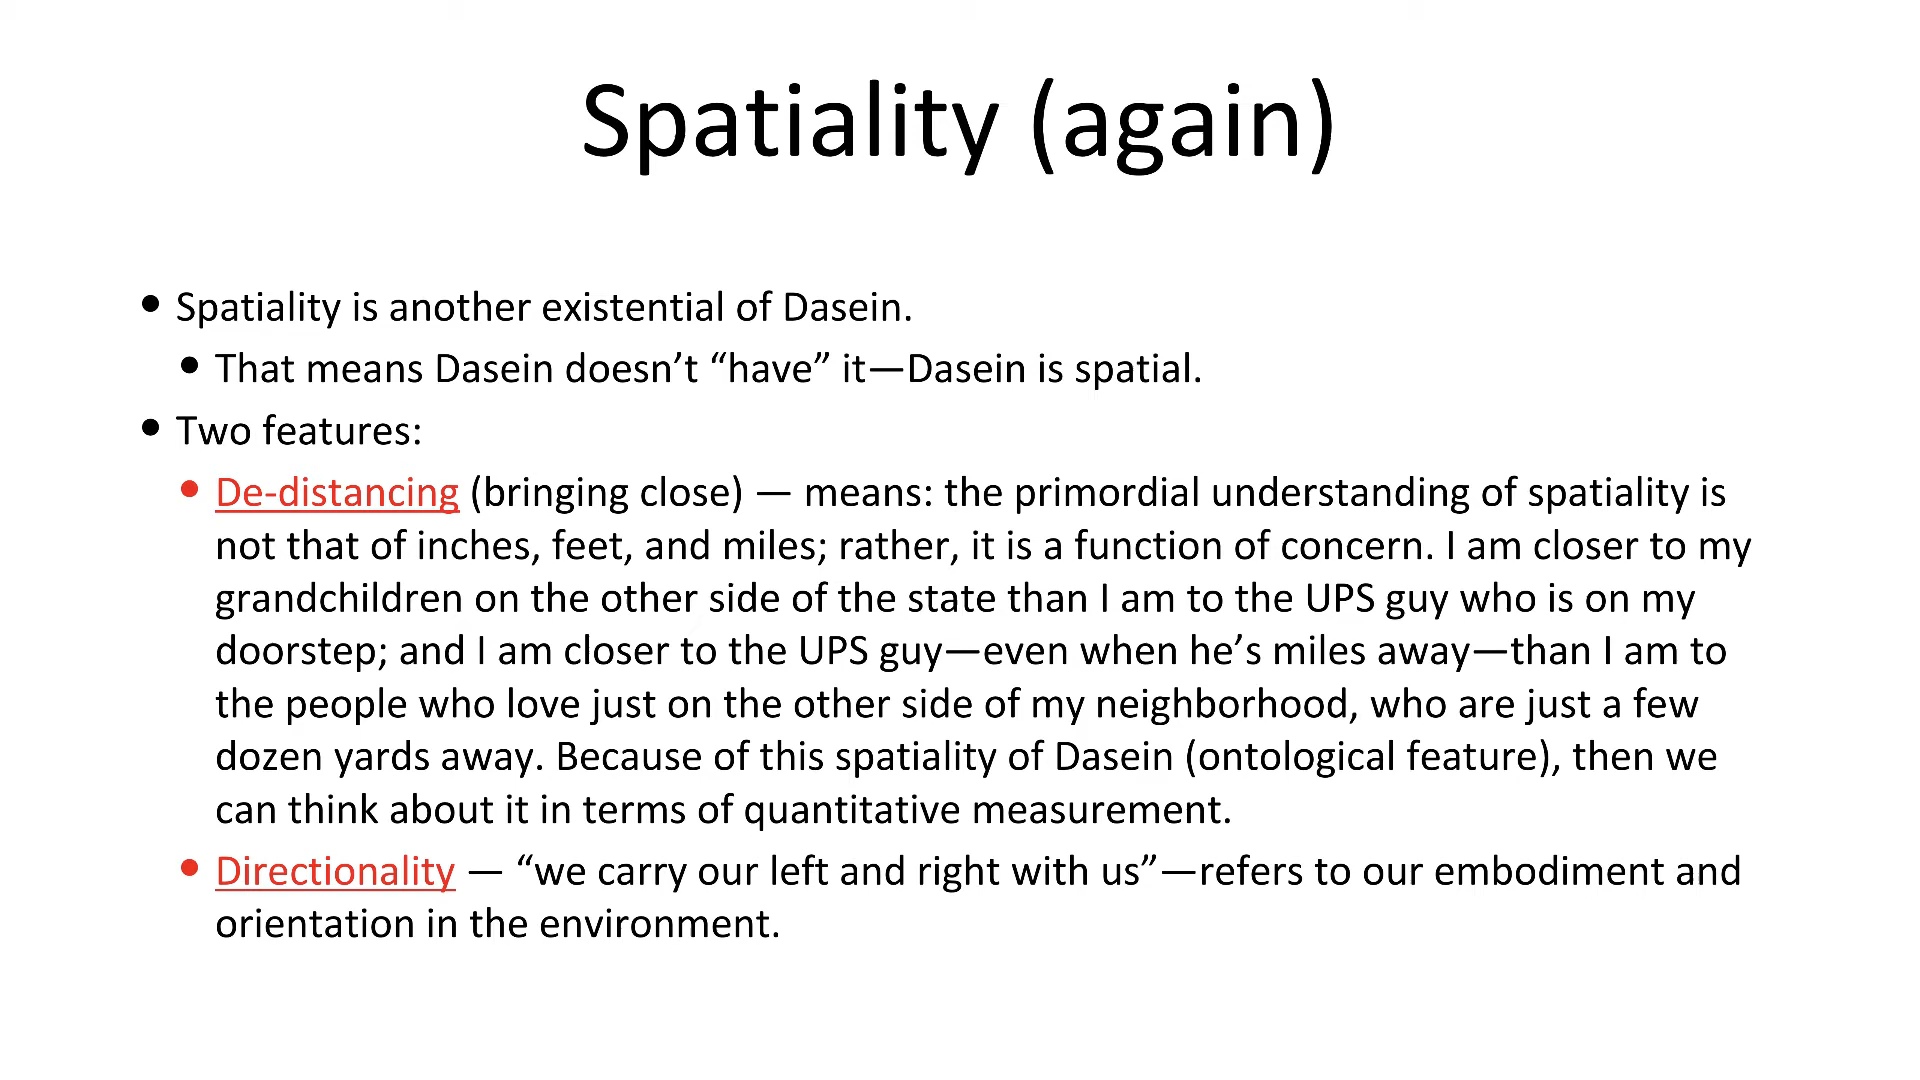 Spatiality (again)
• Spatiality is another existential of Dasein.
• That means Dasein doesn’t “have” it—Dasein is spatial.
• Two features:
• De-distancing (bringing close) — means: the primordial understanding of spatiality is
not that of inches, feet, and miles; rather, it is a function of concern. I am closer to my
grandchildren on the other side of the state than I am to the UPS guy who is on my
doorstep; and I am closer to the UPS guy—even when he’s miles away—than I am to
the people who love just on the other side of my neighborhood, who are just a few
dozen yards away. Because of this spatiality of Dasein (ontological feature), then we
can think about it in terms of quantitative measurement.
• Directionality — “we carry our left and right with us”—refers to our embodiment and
orientation in the environment.